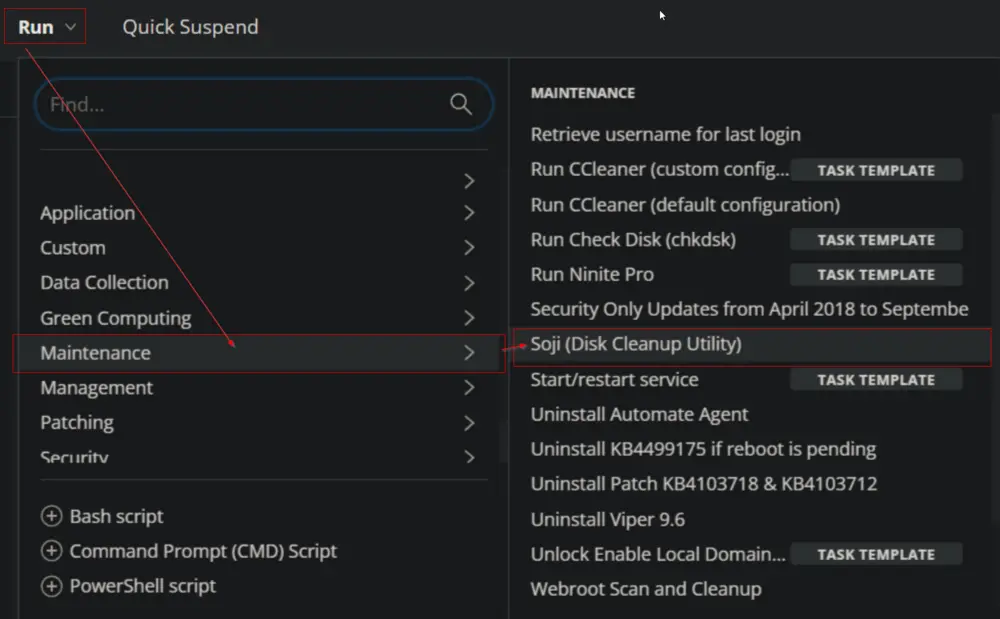 Run
Quick Suspend
Find...
Application
Custom
Data Collection
Green Computing
Maintenance
Management
Patching
Security
Bash script
Command Prompt (CMD) Script
PowerShell script
MAINTENANCE
Retrieve username for last login
Run CCleaner (custom config... TASK TEMPLATE
Run CCleaner (default configuration)
Run Check Disk (chkdsk) TASK TEMPLATE
Run Ninite Pro TASK TEMPLATE
Security Only Updates from April 2018 to Septembe
Soji (Disk Cleanup Utility)
Start/restart service TASK TEMPLATE
Uninstall Automate Agent
Uninstall KB4499175 if reboot is pending
Uninstall Patch KB4103718 & KB4103712
Uninstall Viper 9.6
Unlock Enable Local Domain... TASK TEMPLATE
Webroot Scan and Cleanup